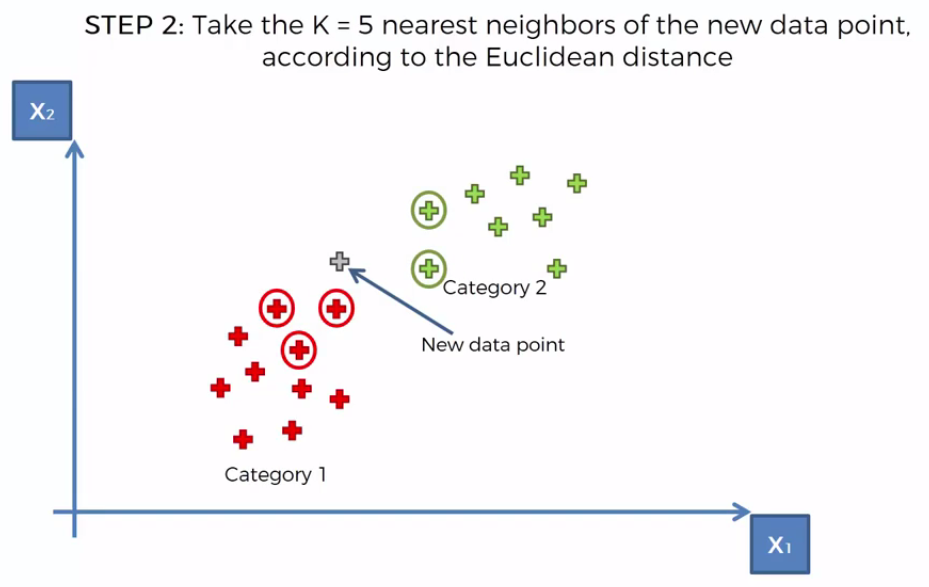 STEP 2: Take the K = 5 nearest neighbors of the new data point,
according to the Euclidean distance
X2
Category 2
New data point
Category 1
X1